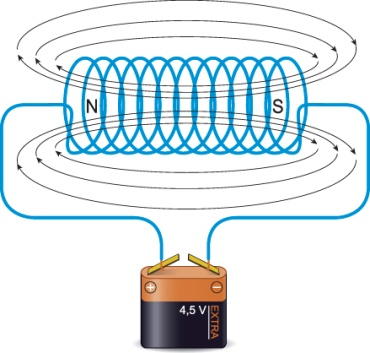 N S
+ −
4,5 V
EXTRA